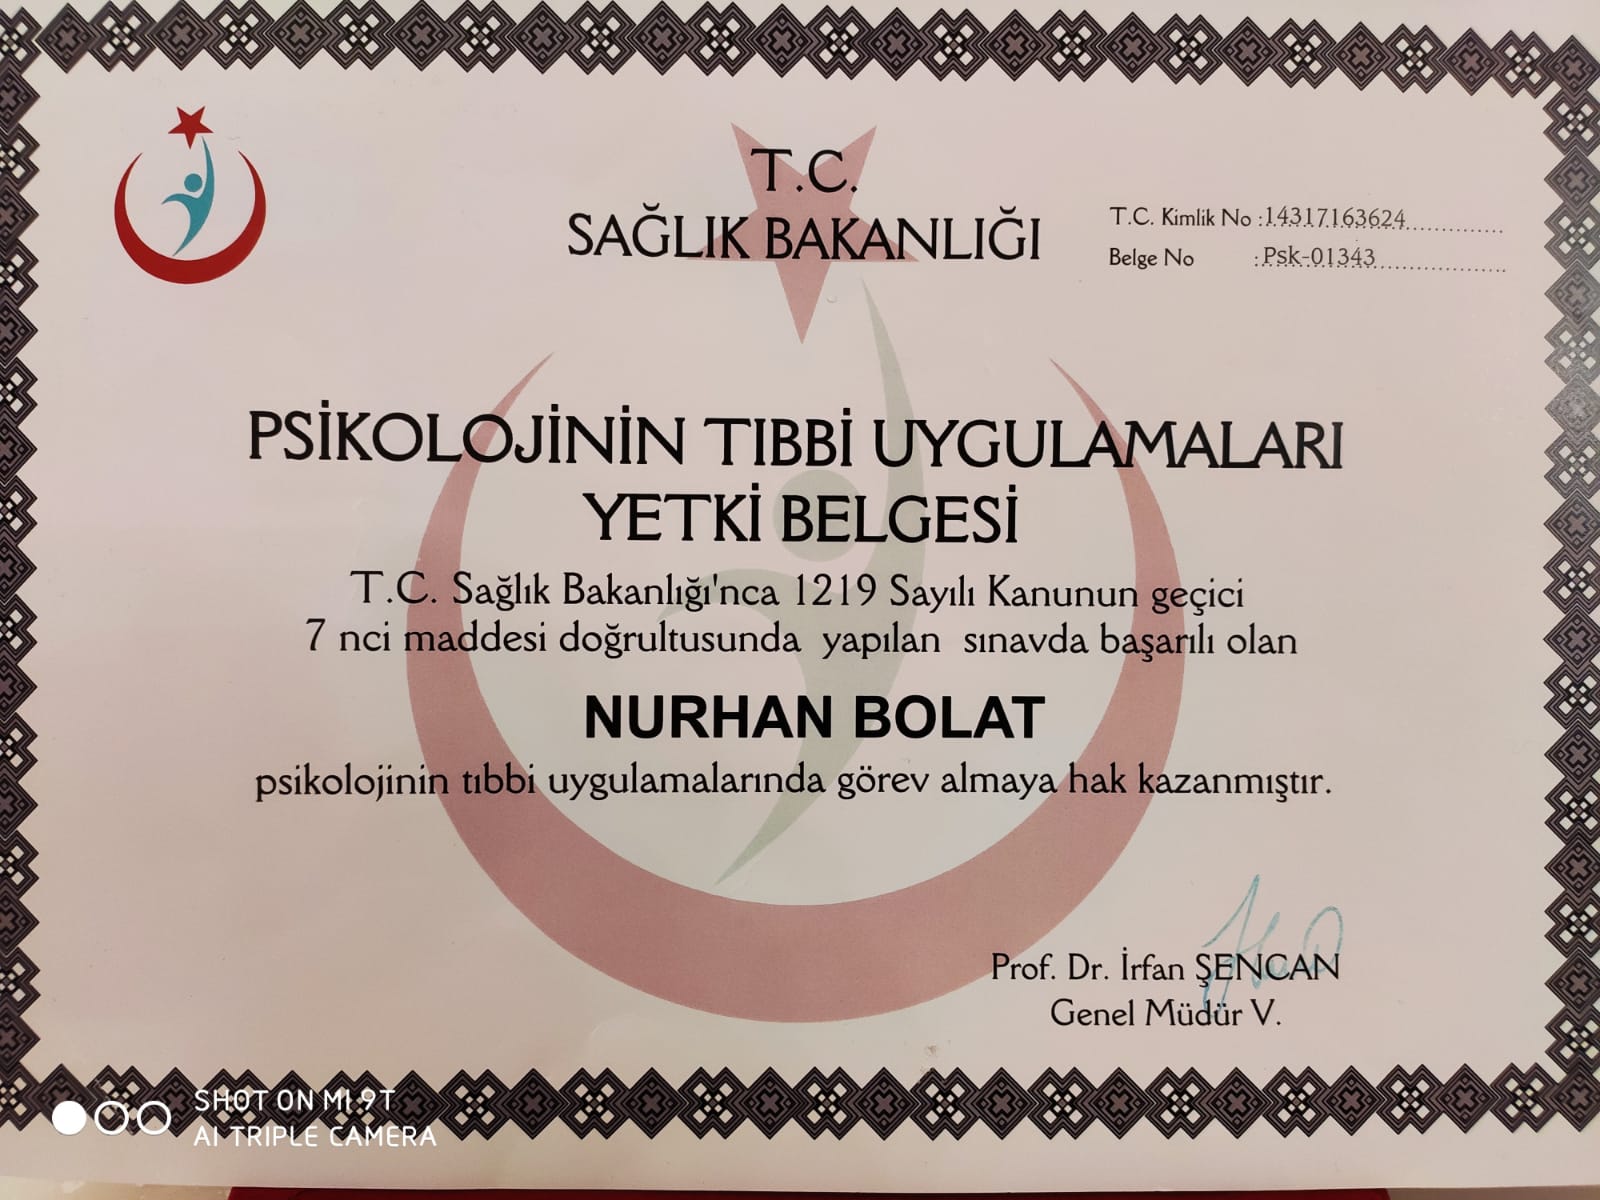 T.C.
SAĞLIK BAKANLIĞI
T.C. Kimlik No :14317163624
Belge No :Psk-01343
PSİKOLOJİNİN TIBBİ UYGULAMALARI
YETKİ BELGESİ
T.C. Sağlık Bakanlığı'nca 1219 Sayılı Kanunun geçici
7 nci maddesi doğrultusunda yapılan sınavda başarılı olan
NURHAN BOLAT
psikolojinin tıbbi uygulamalarında görev almaya hak kazanmıştır.
Prof. Dr. İrfan ŞENCAN
Genel Müdür V.
SHOT ON MI 9T
AI TRIPLE CAMERA